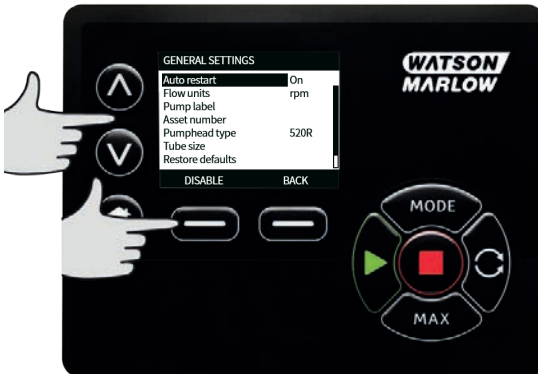 GENERAL SETTINGS
Auto restart On
Flow units rpm
Pump label
Asset number
Pumphead type 520R
Tube size
Restore defaults
DISABLE BACK
WATSON
MARLOW
MODE
MAX